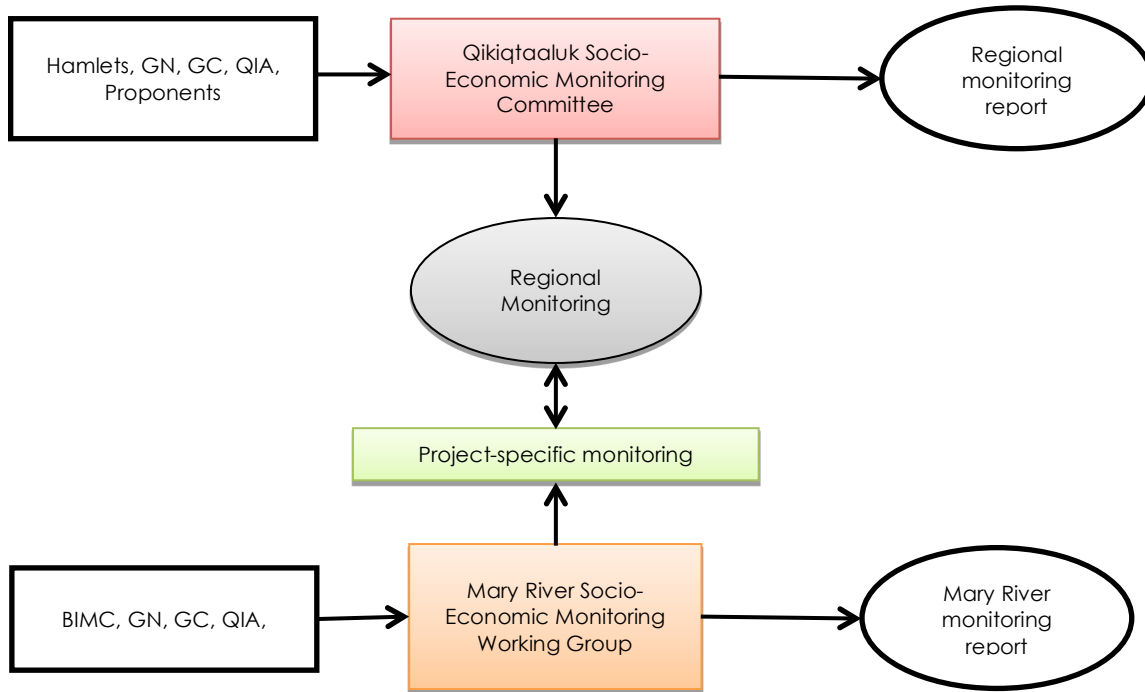 Hamlets, GN, GC, QIA,
Proponents
Qikiqtaaluk Socio-
Economic Monitoring
Committee
Regional
monitoring
report
Regional
Monitoring
Project-specific monitoring
BIMC, GN, GC, QIA,
Mary River Socio-
Economic Monitoring
Working Group
Mary River
monitoring
report